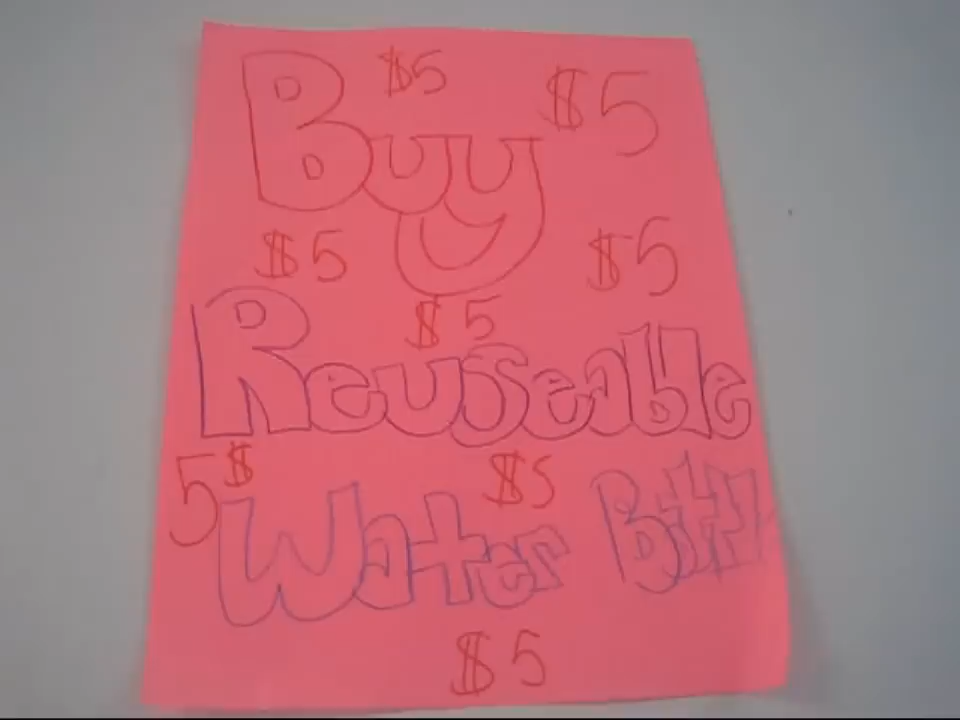 $5 $5
Buy
$5 $5
$5
Reuseable
5$ $5
Water
$5